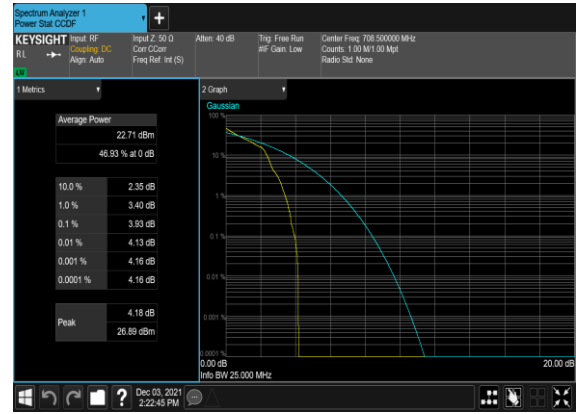 Spectrum Analyzer 1
Power Stat CCDF
KEYSIGHT
RL
Input: RF
Coupling: DC
Align: Auto
Input Z: 50 Ω
Corr CCorr
Freq Ref: Int (S)
Atten: 40 dB
Trig: Free Run
#IF Gain: Low
Center Freq: 708.500000 MHz
Counts: 1.00 M/1.00 Mpt
Radio Std: None
1 Metrics
Average Power
22.71 dBm
46.93 % at 0 dB
10.0 % 2.35 dB
1.0 % 3.40 dB
0.1 % 3.93 dB
0.01 % 4.13 dB
0.001 % 4.16 dB
0.0001 % 4.16 dB
Peak
4.18 dB
26.89 dBm
2 Graph
Gaussian
100 %
10 %
1 %
0.1 %
0.01 %
0.001 %
0.0001 %
0.00 dB 20.00 dB
Info BW 25.000 MHz
?
Dec 03, 2021
2:22:45 PM